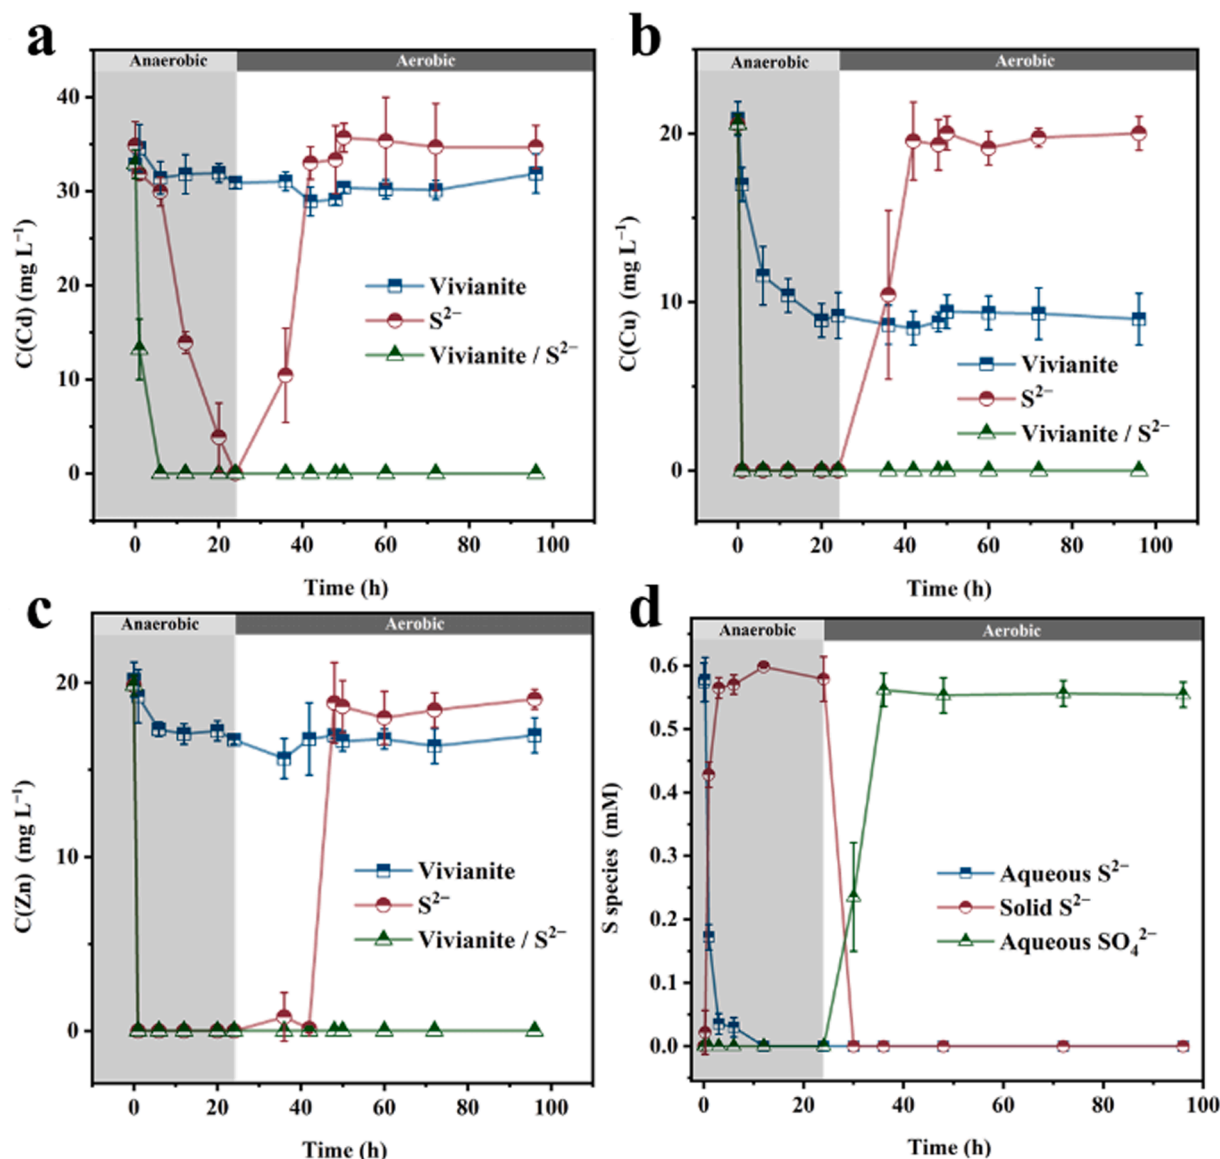 a
Anaerobic Aerobic
C(Cd) (mg L⁻¹)
40
30
20
10
0
Vivianite
S²⁻
Vivianite / S²⁻
0 20 40 60 80 100
Time (h)
b
Anaerobic Aerobic
C(Cu) (mg L⁻¹)
20
10
0
Vivianite
S²⁻
Vivianite / S²⁻
0 20 40 60 80 100
Time (h)
c
Anaerobic Aerobic
C(Zn) (mg L⁻¹)
20
10
0
Vivianite
S²⁻
Vivianite / S²⁻
0 20 40 60 80 100
Time (h)
d
Anaerobic Aerobic
S species (mM)
0.6
0.5
0.4
0.3
0.2
0.1
0.0
Aqueous S²⁻
Solid S²⁻
Aqueous SO₄²⁻
0 20 40 60 80 100
Time (h)